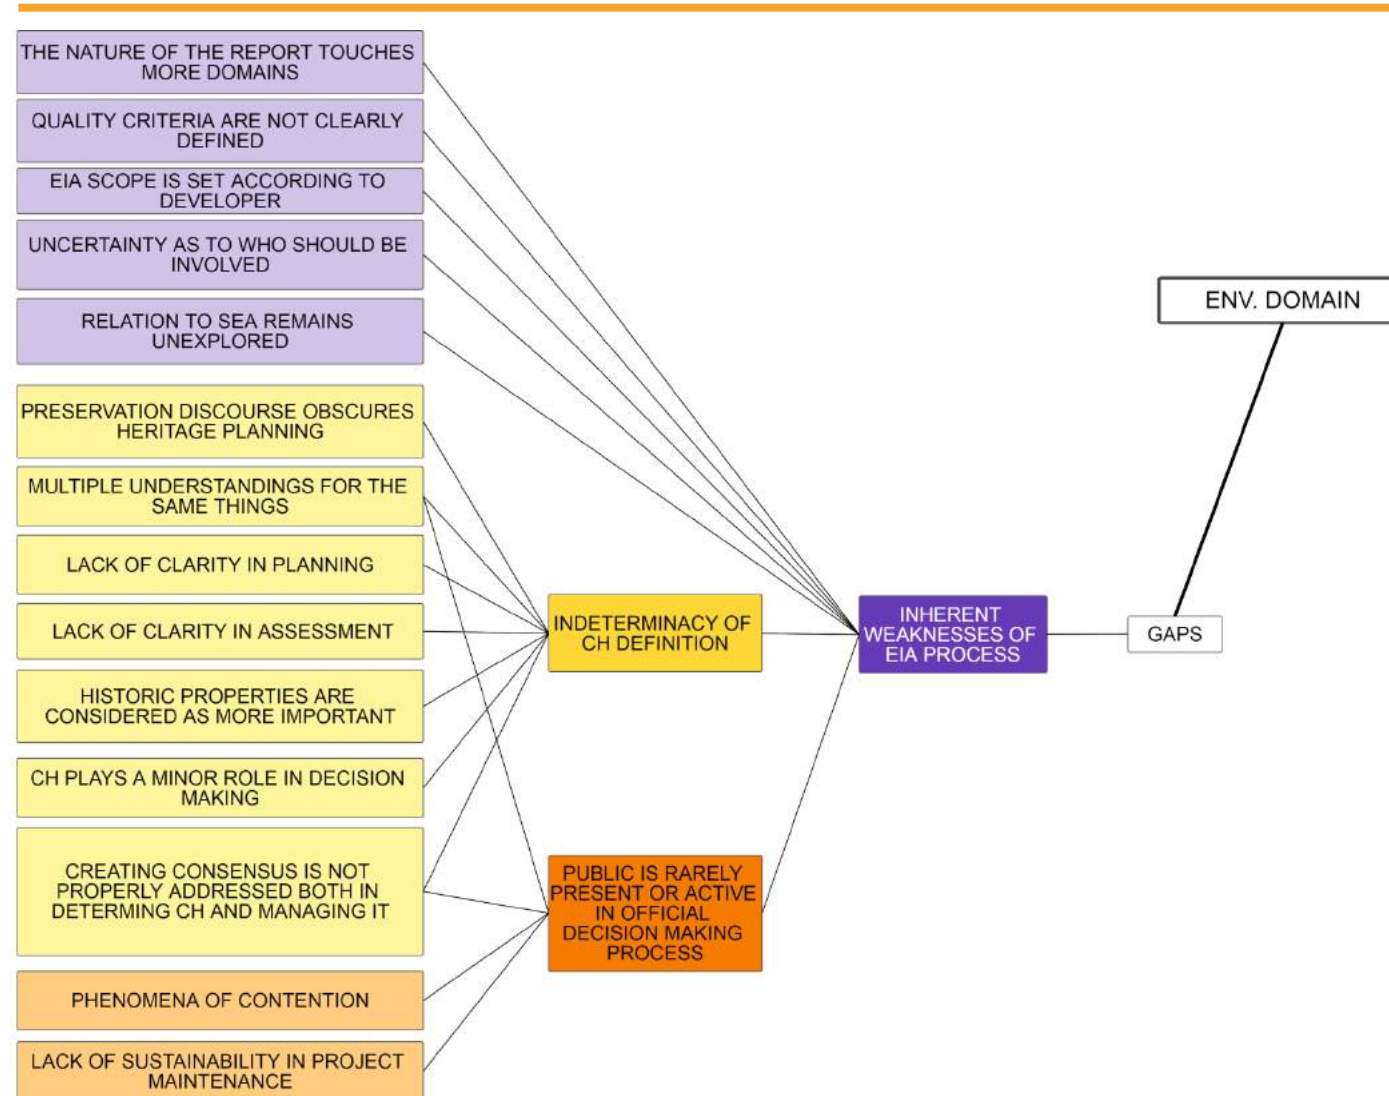 THE NATURE OF THE REPORT TOUCHES
MORE DOMAINS
QUALITY CRITERIA ARE NOT CLEARLY
DEFINED
EIA SCOPE IS SET ACCORDING TO
DEVELOPER
UNCERTAINTY AS TO WHO SHOULD BE
INVOLVED
RELATION TO SEA REMAINS
UNEXPLORED
PRESERVATION DISCOURSE OBSCURES
HERITAGE PLANNING
MULTIPLE UNDERSTANDINGS FOR THE
SAME THINGS
LACK OF CLARITY IN PLANNING
LACK OF CLARITY IN ASSESSMENT
HISTORIC PROPERTIES ARE
CONSIDERED AS MORE IMPORTANT
CH PLAYS A MINOR ROLE IN DECISION
MAKING
CREATING CONSENSUS IS NOT
PROPERLY ADDRESSED BOTH IN
DETERMING CH AND MANAGING IT
PHENOMENA OF CONTENTION
LACK OF SUSTAINABILITY IN PROJECT
MAINTENANCE
INDETERMINACY OF
CH DEFINITION
PUBLIC IS RARELY
PRESENT OR ACTIVE
IN OFFICIAL
DECISION MAKING
PROCESS
INHERENT
WEAKNESSES OF
EIA PROCESS
GAPS
ENV. DOMAIN